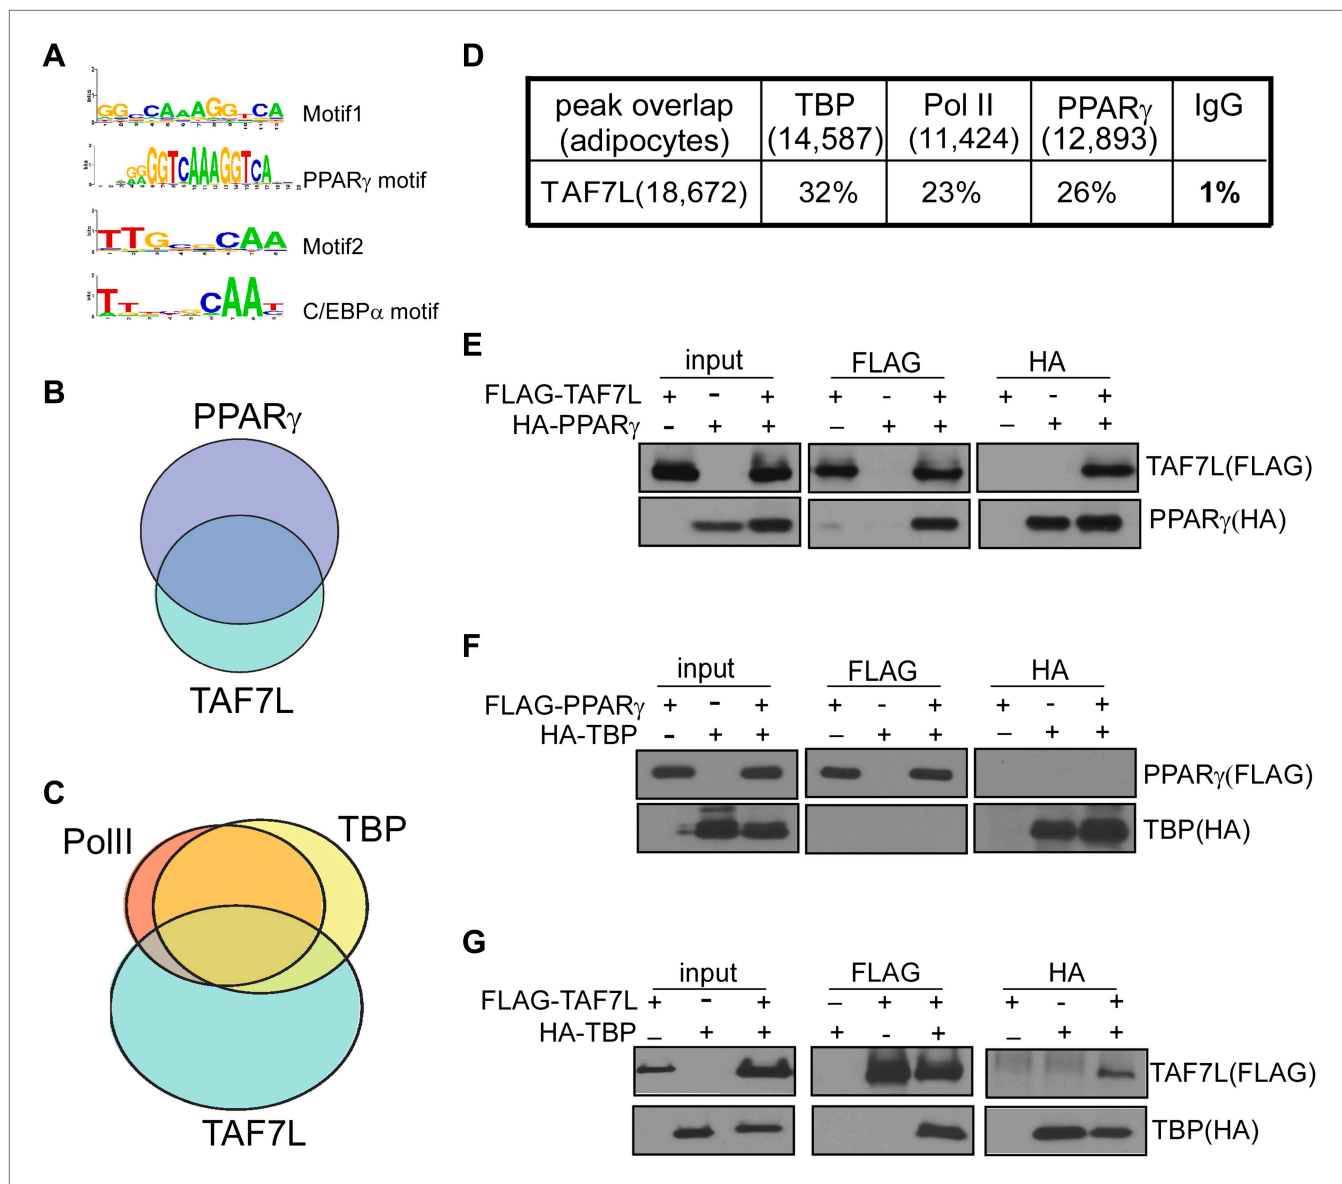 A
Motif1
PPARγ motif
Motif2
C/EBPα motif
B
PPARγ
TAF7L
C
PolII
TBP
TAF7L
D
peak overlap (adipocytes) TBP (14,587) Pol II (11,424) PPARγ (12,893) IgG
TAF7L(18,672) 32% 23% 26% 1%
E
input FLAG HA
FLAG-TAF7L + - + + - + + - +
HA-PPARγ - + + – + + – + +
TAF7L(FLAG)
PPARγ(HA)
F
input FLAG HA
FLAG-PPARγ + - + + - + + - +
HA-TBP - + + – + + – + +
PPARγ(FLAG)
TBP(HA)
G
input FLAG HA
FLAG-TAF7L + – + – + + + - +
HA-TBP – + + + - + – + +
TAF7L(FLAG)
TBP(HA)